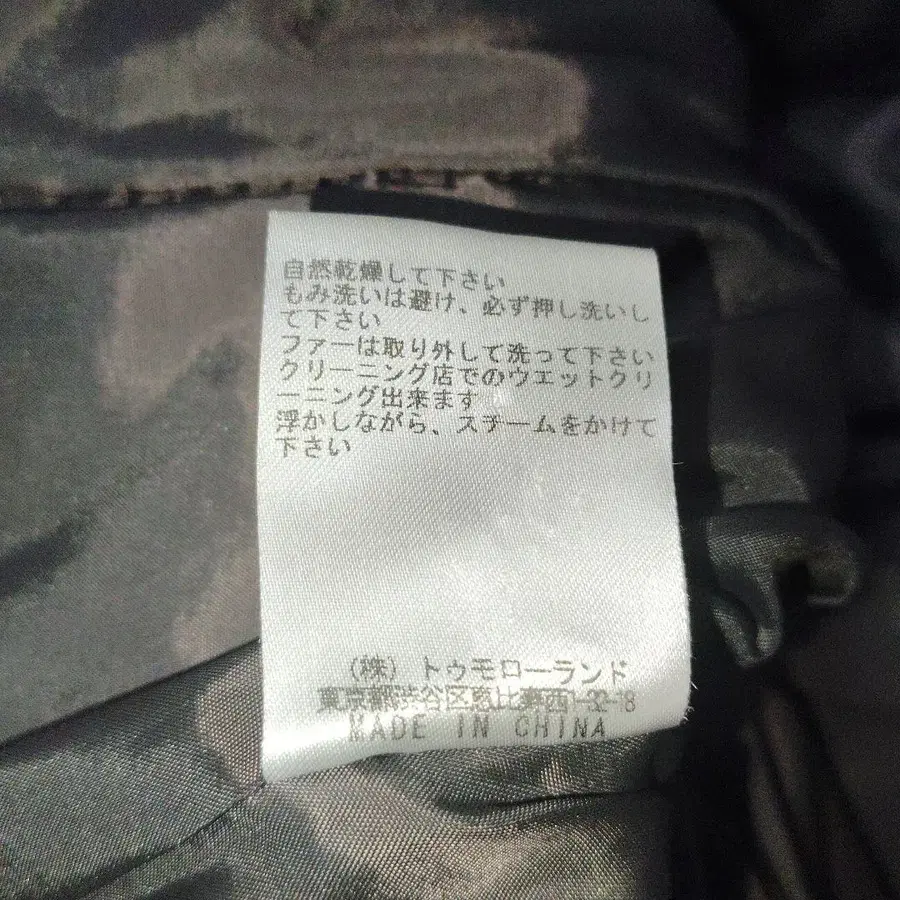 自然乾燥して下さい
もみ洗いは避け、必ず押し洗いし
て下さい
ファーは取り外して洗って下さい
クリーニング店でのウエットクリ
ーニング出来ます
浮かしながら、スチームをかけて
下さい
(株) トゥモローランド
東京都渋谷区恵比寿西1-32-18
MADE IN CHINA